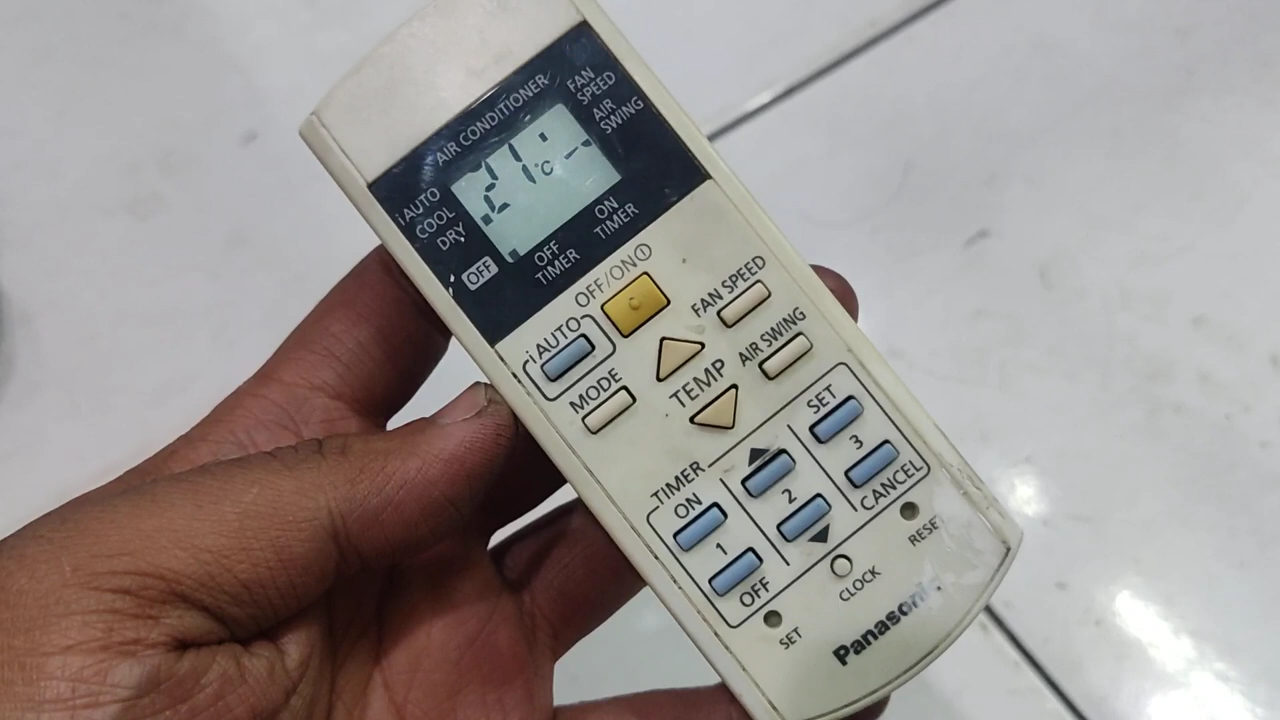 AIR CONDITIONER
FAN
SPEED
AIR
SWING
iAUTO
COOL
DRY
OFF
21°C
OFF
TIMER
ON
TIMER
OFF/ON
iAUTO
FAN SPEED
MODE
TEMP
AIR SWING
TIMER
ON
1
OFF
2
SET
3
CANCEL
SET
CLOCK
RESET
Panasonic